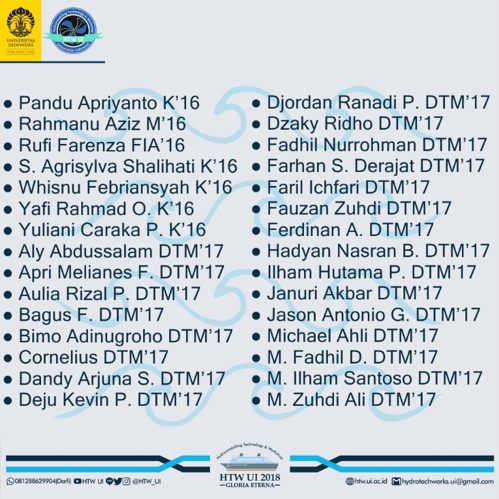 UNIVERSITAS
INDONESIA
HTW UI
● Pandu Apriyanto K'16
● Rahmanu Aziz M'16
● Rufi Farenza FIA'16
● S. Agrisylva Shalihati K'16
● Whisnu Febriansyah K'16
● Yafi Rahmad O. K'16
● Yuliani Caraka P. K'16
● Aly Abdussalam DTM'17
● Apri Melianes F. DTM'17
● Aulia Rizal P. DTM'17
● Bagus F. DTM'17
● Bimo Adinugroho DTM'17
● Cornelius DTM'17
● Dandy Arjuna S. DTM'17
● Deju Kevin P. DTM'17
● Djordan Ranadi P. DTM'17
● Dzaky Ridho DTM'17
● Fadhil Nurrohman DTM'17
● Farhan S. Derajat DTM'17
● Faril Ichfari DTM'17
● Fauzan Zuhdi DTM'17
● Ferdinan A. DTM'17
● Hadyan Nasran B. DTM'17
● Ilham Hutama P. DTM'17
● Januri Akbar DTM'17
● Jason Antonio G. DTM'17
● Michael Ahli DTM'17
● M. Fadhil D. DTM'17
● M. Ilham Santoso DTM'17
● M. Zuhdi Ali DTM'17
Hydromodelling Technology & Workshop
HTW UI 2018
-GLORIA ETERNA-
081288629904(Darfi) HTW UI @HTW_UI
htw.ui.ac.id hydrotechworks.ui@gmail.com